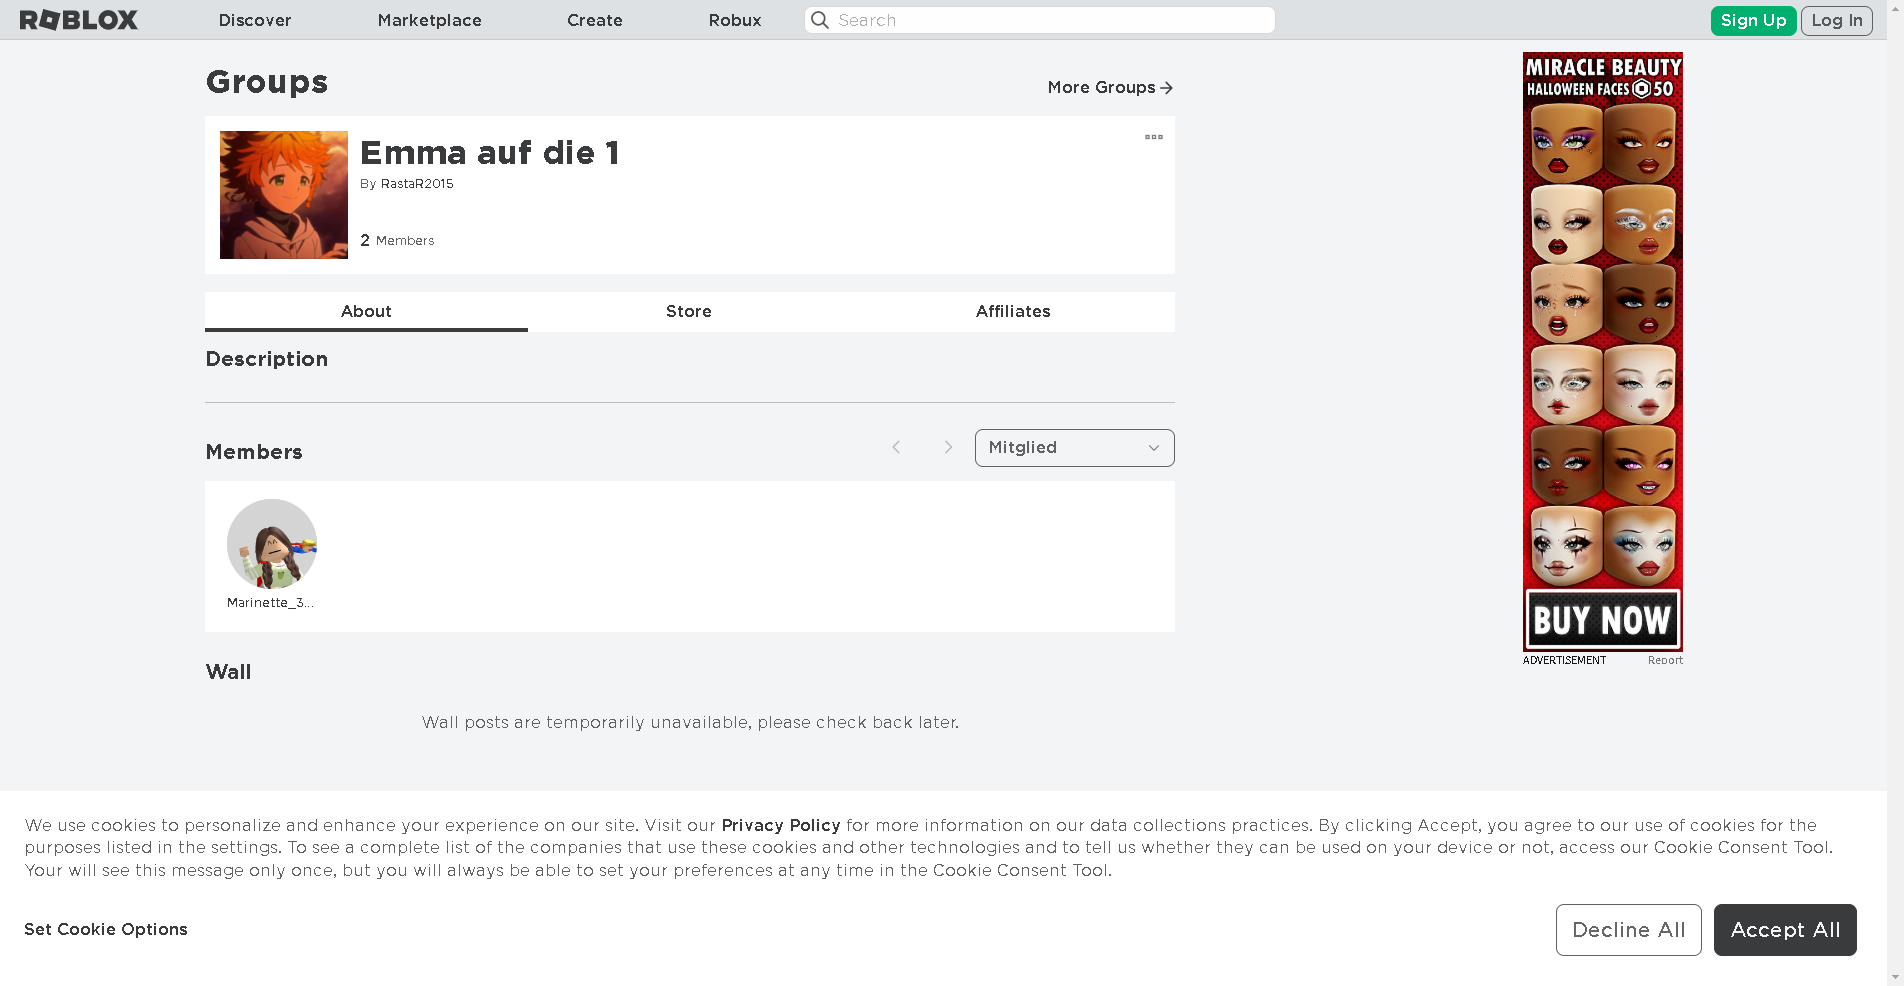 ROBLOX
Discover
Marketplace
Create
Robux
Search
Sign Up
Log In
Groups
More Groups
Emma auf die 1
By RastaR2015
2 Members
About
Store
Affiliates
Description
Members
Mitglied
Marinette_3...
Wall
Wall posts are temporarily unavailable, please check back later.
MIRACLE BEAUTY
HALLOWEEN FACES 50
BUY NOW
ADVERTISEMENT
Report
We use cookies to personalize and enhance your experience on our site. Visit our Privacy Policy for more information on our data collections practices. By clicking Accept, you agree to our use of cookies for the
purposes listed in the settings. To see a complete list of the companies that use these cookies and other technologies and to tell us whether they can be used on your device or not, access our Cookie Consent Tool.
Your will see this message only once, but you will always be able to set your preferences at any time in the Cookie Consent Tool.
Set Cookie Options
Decline All
Accept All